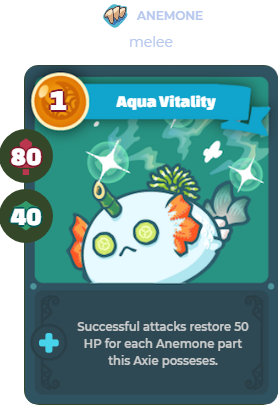 ANEMONE
melee
1
Aqua Vitality
80
40
Successful attacks restore 50
HP for each Anemone part
this Axie posseses.